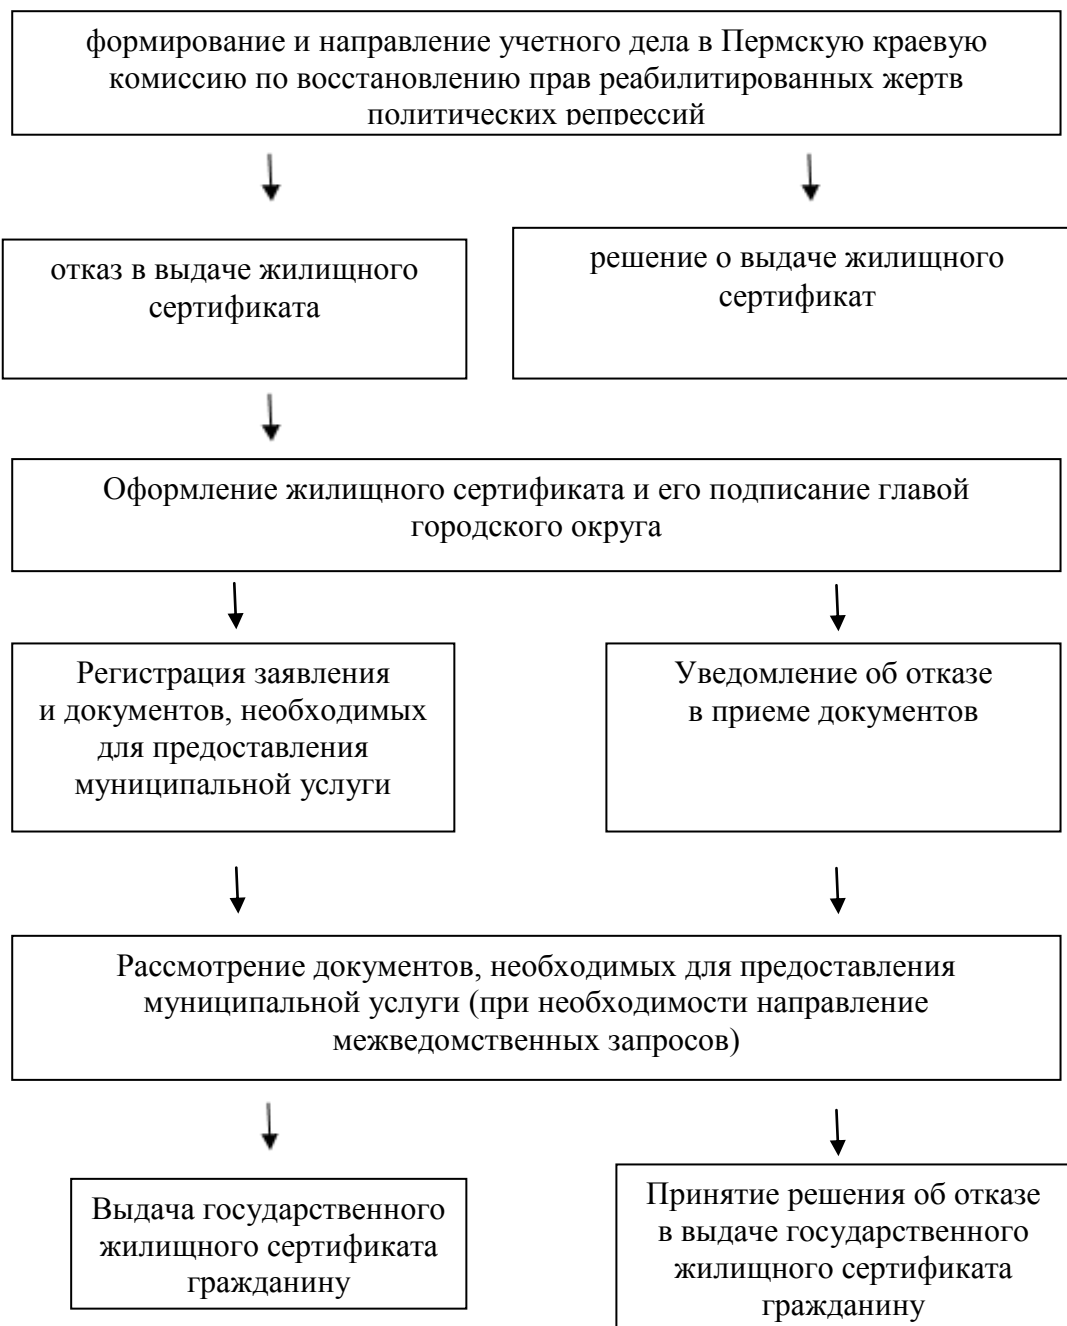 формирование и направление учетного дела в Пермскую краевую
комиссию по восстановлению прав реабилитированных жертв
политических репрессий
отказ в выдаче жилищного
сертификата
решение о выдаче жилищного
сертификат
Оформление жилищного сертификата и его подписание главой
городского округа
Регистрация заявления
и документов, необходимых
для предоставления
муниципальной услуги
Уведомление об отказе
в приеме документов
Рассмотрение документов, необходимых для предоставления
муниципальной услуги (при необходимости направление
межведомственных запросов)
Выдача государственного
жилищного сертификата
гражданину
Принятие решения об отказе
в выдаче государственного
жилищного сертификата
гражданину